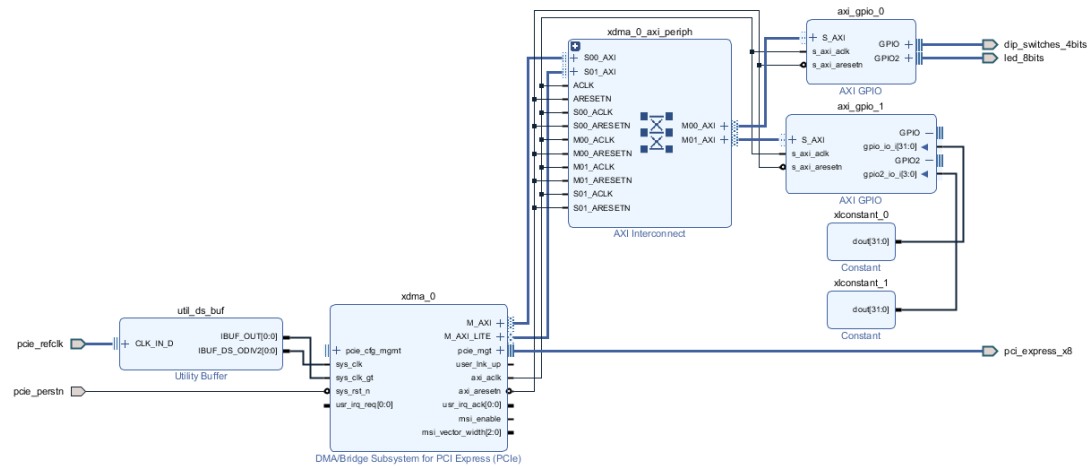 axi_gpio_0
S_AXI
s_axi_aclk
s_axi_aresetn
GPIO
GPIO2
AXI GPIO
dip_switches_4bits
led_8bits
xdma_0_axi_periph
S00_AXI
S01_AXI
ACLK
ARESETN
S00_ACLK
S00_ARESETN
M00_ACLK
M00_ARESETN
M01_ACLK
M01_ARESETN
S01_ACLK
S01_ARESETN
M00_AXI
M01_AXI
AXI Interconnect
axi_gpio_1
S_AXI
s_axi_aclk
s_axi_aresetn
GPIO
gpio_io_i[31:0]
GPIO2
gpio2_io_i[3:0]
AXI GPIO
xlconstant_0
dout[31:0]
Constant
xlconstant_1
dout[31:0]
Constant
pcie_refclk
pcie_perstn
util_ds_buf
CLK_IN_D
IBUF_OUT[0:0]
IBUF_DS_ODIV2[0:0]
Utility Buffer
xdma_0
pcie_cfg_mgmt
sys_clk
sys_clk_gt
sys_rst_n
usr_irq_req[0:0]
M_AXI
M_AXI_LITE
pcie_mgt
user_lnk_up
axi_aclk
axi_aresetn
usr_irq_ack[0:0]
msi_enable
msi_vector_width[2:0]
DMA/Bridge Subsystem for PCI Express (PCIe)
pci_express_x8